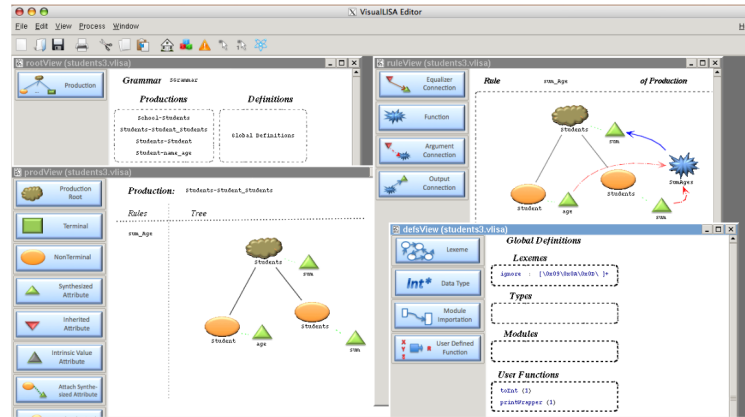 VisualLISA Editor
File Edit View Process Window
rootView (students3.vlisa)
Production
Grammar SGrammar
Productions Definitions
School-Students
Students-Student_Students
Students-Student
Student-name_age
Global Definitions
ruleView (students3.vlisa)
Equalizer
Connection
Function
Argument
Connection
Output
Connection
Rule sum_Age of Production
Students
sum
SumAges
Student
age
Students
sum
prodView (students3.vlisa)
Production
Root
Terminal
NonTerminal
Synthesized
Attribute
Inherited
Attribute
Intrinsic Value
Attribute
Attach Synthe-
sized Attribute
Production: Students-Student_Students
Rules Tree
sum_Age
Students
sum
Student
age
Students
sum
defsView (students3.vlisa)
Lexeme
Int* Data Type
Module
Importation
User Defined
Function
Global Definitions
Lexemes
ignore : [\0x09\0x0A\0x0D\ ]+
Types
Modules
User Functions
toInt (1)
printWrapper (1)